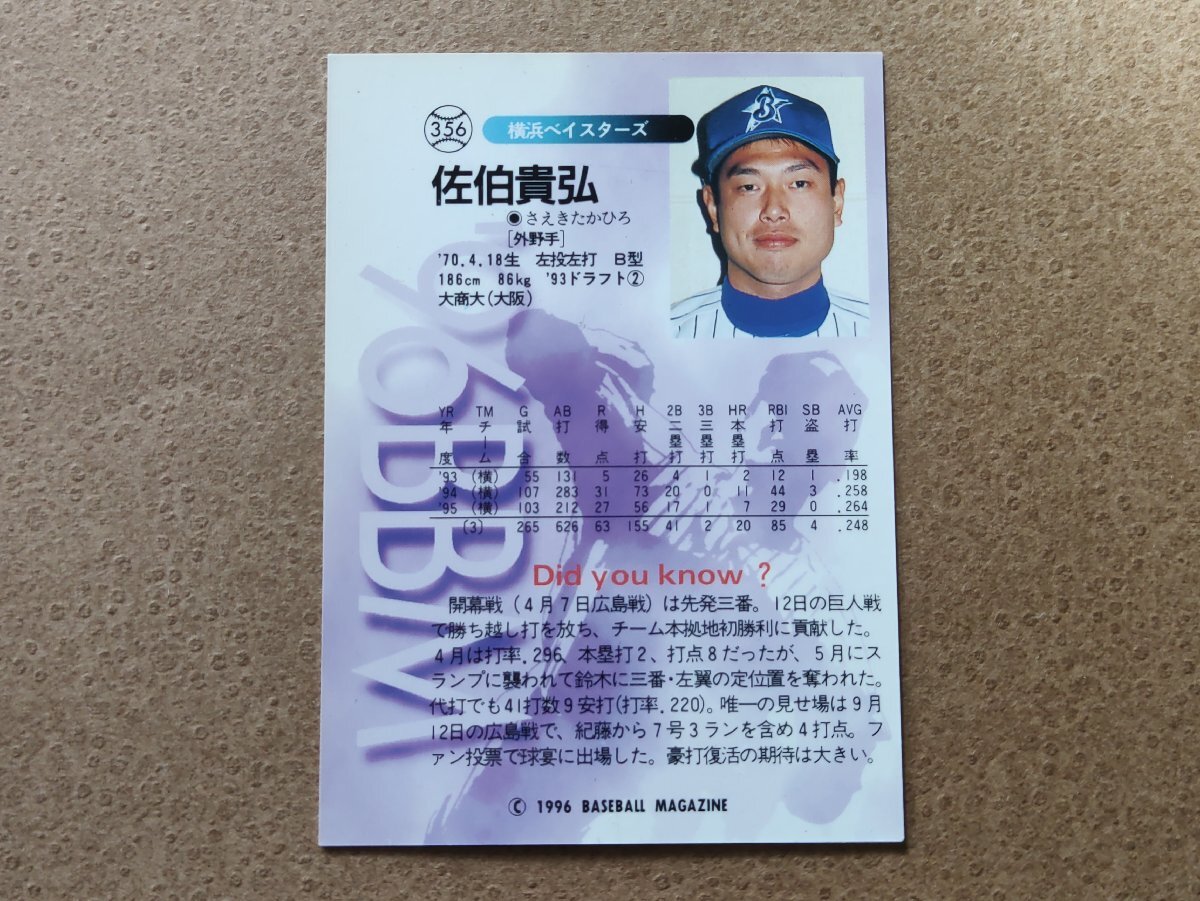 356 横浜ベイスターズ
佐伯貴弘
●さえきたかひろ
[外野手]
'70.4.18生 左投左打 B型
186cm 86kg '93ドラフト②
大商大(大阪)
YR TM G AB R H 2B 3B HR RBI SB AVG
年度 チーム 試合 打数 得点 安打 二塁打 三塁打 本塁打 打点 盗塁 打率
'93 (横) 55 131 5 26 4 1 2 12 1 .198
'94 (横) 107 283 31 73 20 0 11 44 3 .258
'95 (横) 103 212 27 56 17 1 7 29 0 .264
〔3〕 265 626 63 155 41 2 20 85 4 .248
Did you know ?
開幕戦(4月7日広島戦)は先発三番。12日の巨人戦
で勝ち越し打を放ち、チーム本拠地初勝利に貢献した。
4月は打率.296、本塁打2、打点8だったが、5月にス
ランプに襲われて鈴木に三番・左翼の定位置を奪われた。
代打でも41打数9安打(打率.220)。唯一の見せ場は9月
12日の広島戦で、紀藤から7号3ランを含め4打点。フ
ァン投票で球宴に出場した。豪打復活の期待は大きい。
© 1996 BASEBALL MAGAZINE
'96BBM
B